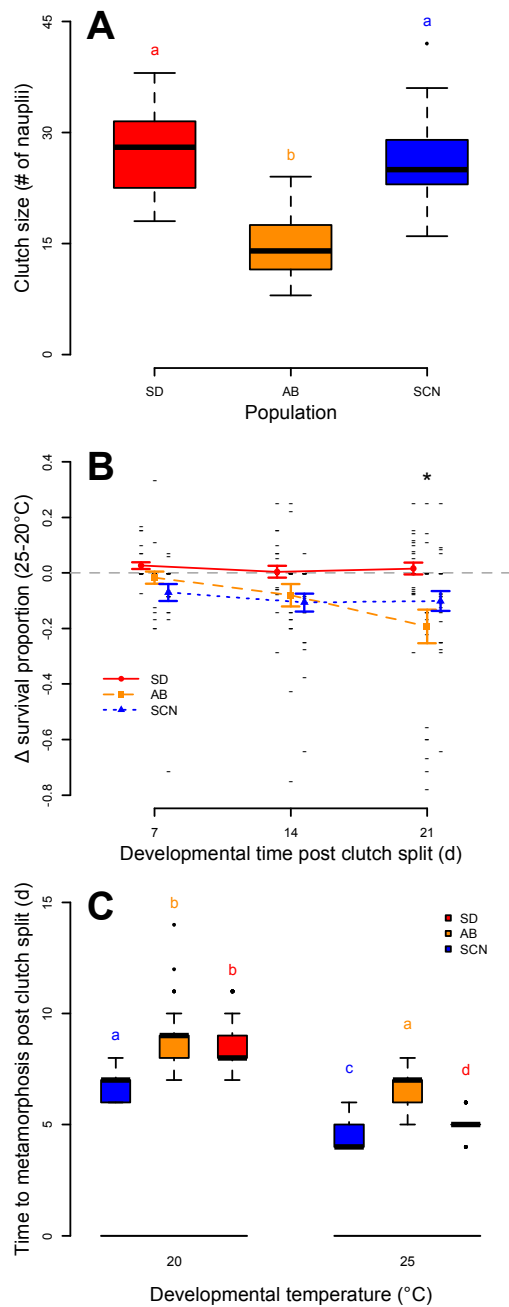 A
45
30
15
0
Clutch size (# of nauplii)
a
b
a
SD
AB
SCN
Population
B
0.4
0.2
0.0
-0.2
-0.4
-0.6
-0.8
Δ survival proportion (25-20°C)
*
SD
AB
SCN
7
14
21
Developmental time post clutch split (d)
C
15
10
5
0
Time to metamorphosis post clutch split (d)
SD
AB
SCN
a
b
b
c
a
d
20
25
Developmental temperature (°C)